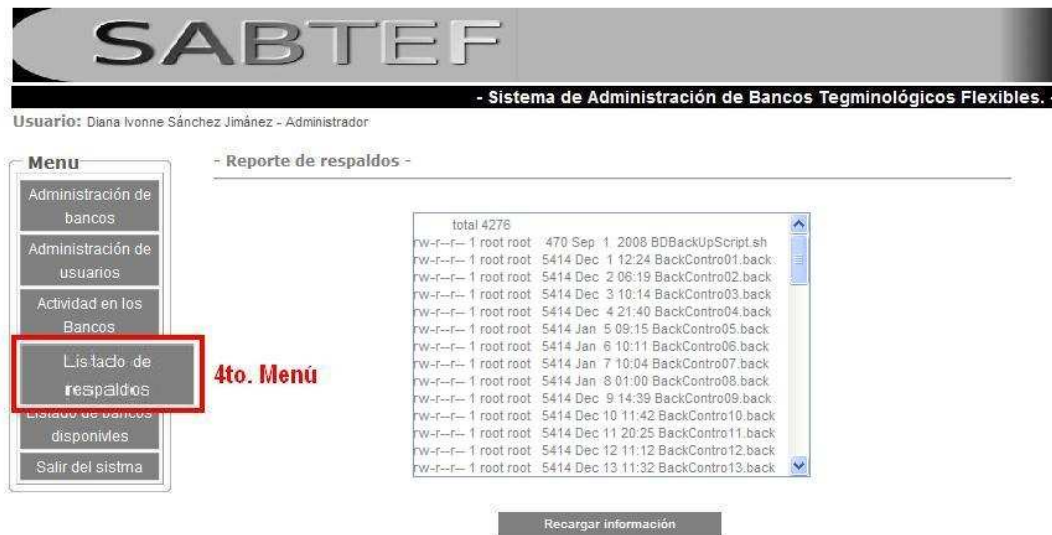 SABTEF
- Sistema de Administración de Bancos Tegminológicos Flexibles. -
Usuario: Diana Ivonne Sánchez Jimánez - Administrador
Menu
Administración de
bancos
Administración de
usuarios
Actividad en los
Bancos
Listado de
respaldos
4to. Menú
Listado de bancos
disponivles
Salir del sistma
- Reporte de respaldos -
total 4276
rw-r--r-- 1 root root 470 Sep 1 2008 BDBackUpScript.sh
rw-r--r-- 1 root root 5414 Dec 1 12:24 BackContro01.back
rw-r--r-- 1 root root 5414 Dec 2 06:19 BackContro02.back
rw-r--r-- 1 root root 5414 Dec 3 10:14 BackContro03.back
rw-r--r-- 1 root root 5414 Dec 4 21:40 BackContro04.back
rw-r--r-- 1 root root 5414 Jan 5 09:15 BackContro05.back
rw-r--r-- 1 root root 5414 Jan 6 10:11 BackContro06.back
rw-r--r-- 1 root root 5414 Jan 7 10:04 BackContro07.back
rw-r--r-- 1 root root 5414 Jan 8 01:00 BackContro08.back
rw-r--r-- 1 root root 5414 Dec 9 14:39 BackContro09.back
rw-r--r-- 1 root root 5414 Dec 10 11:42 BackContro10.back
rw-r--r-- 1 root root 5414 Dec 11 20:25 BackContro11.back
rw-r--r-- 1 root root 5414 Dec 12 11:12 BackContro12.back
rw-r--r-- 1 root root 5414 Dec 13 11:32 BackContro13.back
Recargar información